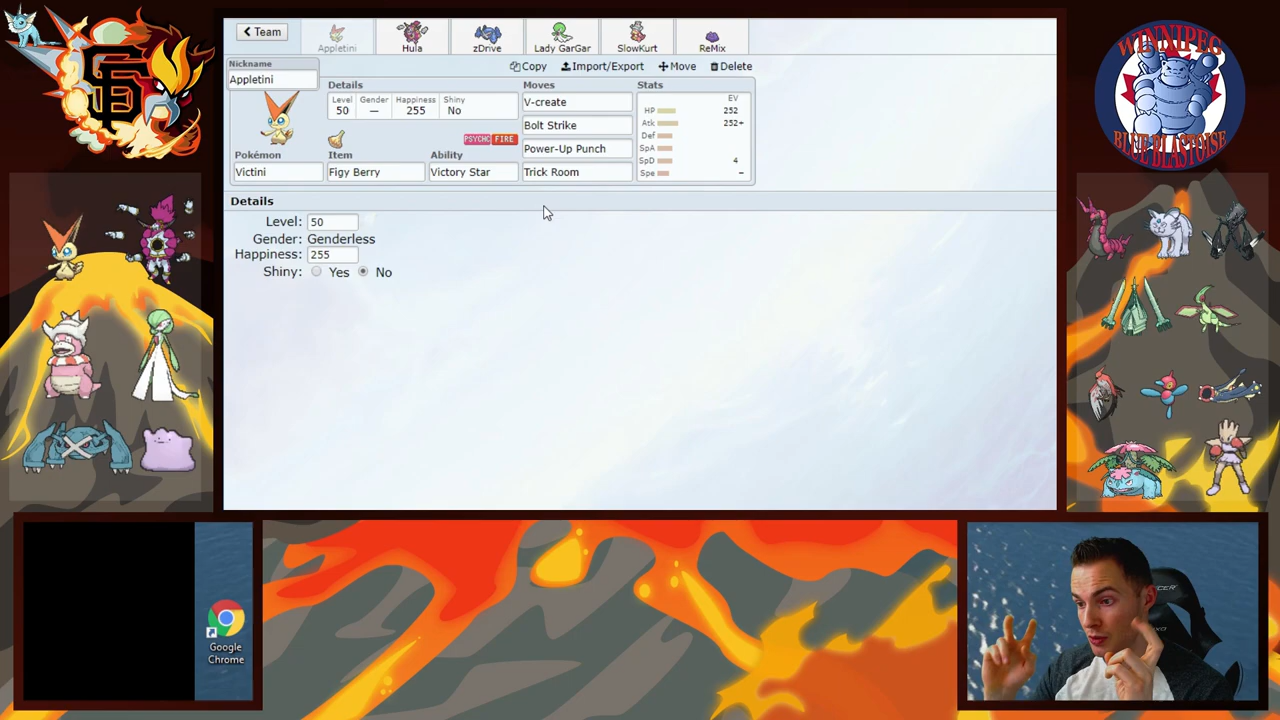 Team
Appletini
Hula
zDrive
Lady GarGar
SlowKurt
ReMix
Copy Import/Export Move Delete
Nickname
Appletini
Details
Level Gender Happiness Shiny
50 — 255 No
PSYCHC FIRE
Pokémon Item Ability
Victini Figy Berry Victory Star
Moves
V-create
Bolt Strike
Power-Up Punch
Trick Room
Stats
EV
HP 252
Atk 252+
Def
SpA
SpD 4
Spe –
Details
Level: 50
Gender: Genderless
Happiness: 255
Shiny: Yes No
SF
WINNIPEG
BLUE BLASTOISE
Google
Chrome